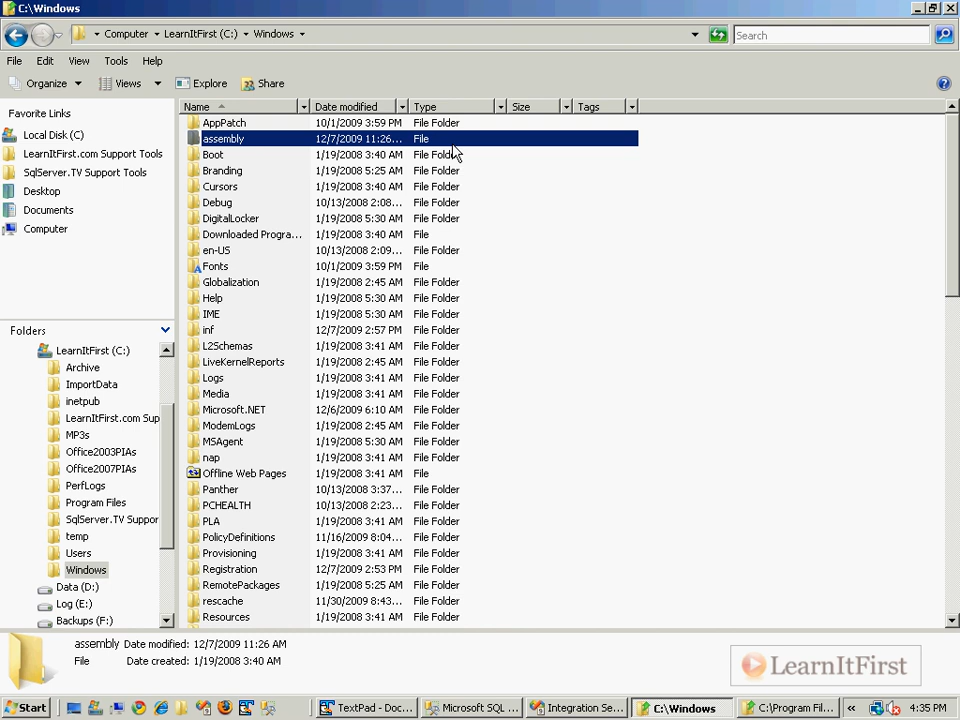 C:\Windows
Computer LearnItFirst (C:) Windows
Search
File Edit View Tools Help
Organize Views Explore Share
Favorite Links
Local Disk (C:)
LearnItFirst.com Support Tools
SqlServer.TV Support Tools
Desktop
Documents
Computer
Folders
LearnItFirst (C:)
Archive
ImportData
inetpub
LearnItFirst.com Sup
MP3s
Office2003PIAs
Office2007PIAs
PerfLogs
Program Files
SqlServer.TV Suppor
temp
Users
Windows
Data (D:)
Log (E:)
Backups (F:)
Name Date modified Type Size Tags
AppPatch 10/1/2009 3:59 PM File Folder
assembly 12/7/2009 11:26... File
Boot 1/19/2008 3:40 AM File Folder
Branding 1/19/2008 5:25 AM File Folder
Cursors 1/19/2008 3:40 AM File Folder
Debug 10/13/2008 2:08... File Folder
DigitalLocker 1/19/2008 5:30 AM File Folder
Downloaded Progra... 1/19/2008 3:40 AM File
en-US 10/13/2008 2:09... File Folder
Fonts 10/1/2009 3:59 PM File
Globalization 1/19/2008 2:45 AM File Folder
Help 1/19/2008 5:30 AM File Folder
IME 1/19/2008 5:30 AM File Folder
inf 12/7/2009 2:57 PM File Folder
L2Schemas 1/19/2008 3:41 AM File Folder
LiveKernelReports 1/19/2008 2:45 AM File Folder
Logs 1/19/2008 3:41 AM File Folder
Media 1/19/2008 3:41 AM File Folder
Microsoft.NET 12/6/2009 6:10 AM File Folder
ModemLogs 1/19/2008 2:45 AM File Folder
MSAgent 1/19/2008 5:30 AM File Folder
nap 1/19/2008 3:41 AM File Folder
Offline Web Pages 1/19/2008 3:41 AM File
Panther 10/13/2008 3:37... File Folder
PCHEALTH 10/13/2008 2:23... File Folder
PLA 1/19/2008 3:41 AM File Folder
PolicyDefinitions 11/16/2009 8:04... File Folder
Provisioning 1/19/2008 3:41 AM File Folder
Registration 12/7/2009 2:53 PM File Folder
RemotePackages 1/19/2008 5:25 AM File Folder
rescache 11/30/2009 8:43... File Folder
Resources 1/19/2008 3:41 AM File Folder
assembly Date modified: 12/7/2009 11:26 AM
File Date created: 1/19/2008 3:40 AM
LearnItFirst
Start TextPad - Doc... Microsoft SQL ... Integration Se... C:\Windows C:\Program Fil... « 4:35 PM